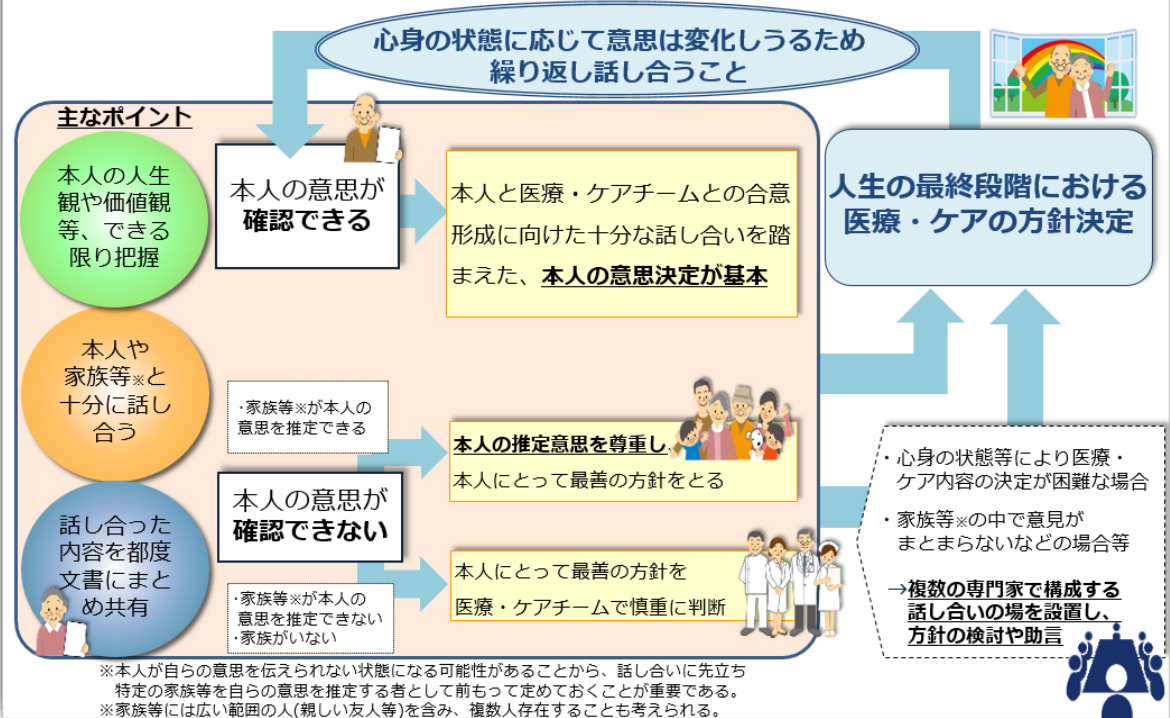 心身の状態に応じて意思は変化しうるため
繰り返し話し合うこと
主なポイント
本人の人生
観や価値観
等、できる
限り把握
本人や
家族等※と
十分に話し
合う
話し合った
内容を都度
文書にまと
め共有
本人の意思が
確認できる
本人と医療・ケアチームとの合意
形成に向けた十分な話し合いを踏
まえた、本人の意思決定が基本
人生の最終段階における
医療・ケアの方針決定
・家族等※が本人の
意思を推定できる
本人の意思が
確認できない
・家族等※が本人の
意思を推定できない
・家族がいない
本人の推定意思を尊重し、
本人にとって最善の方針をとる
本人にとって最善の方針を
医療・ケアチームで慎重に判断
・心身の状態等により医療・
ケア内容の決定が困難な場合
・家族等※の中で意見が
まとまらないなどの場合等
→複数の専門家で構成する
話し合いの場を設置し、
方針の検討や助言
※本人が自らの意思を伝えられない状態になる可能性があることから、話し合いに先立ち
特定の家族等を自らの意思を推定する者として前もって定めておくことが重要である。
※家族等には広い範囲の人(親しい友人等)を含み、複数人存在することも考えられる。